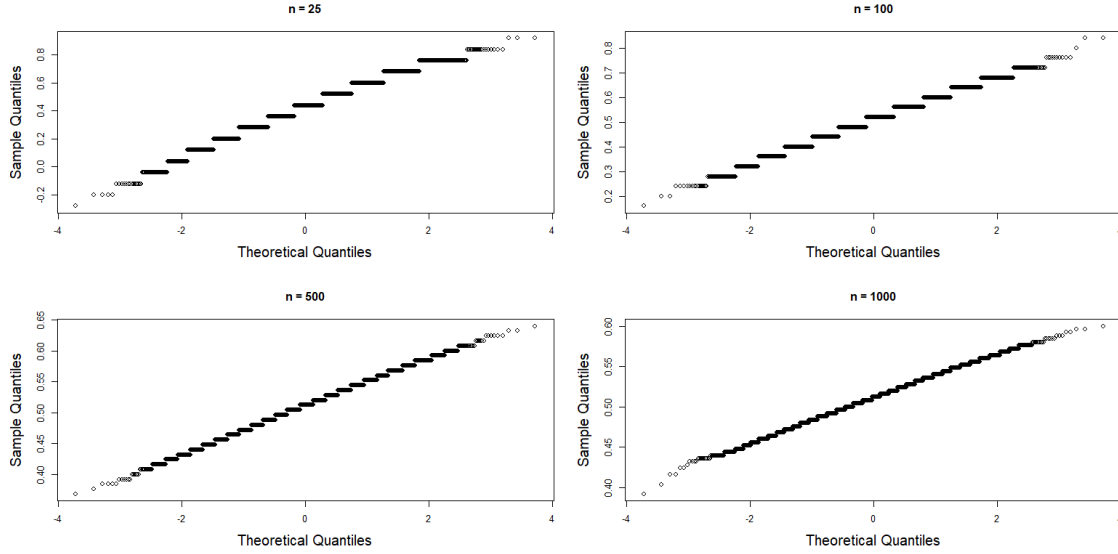 n = 25
Sample Quantiles
-0.2 0.0 0.2 0.4 0.6 0.8
-4 -2 0 2 4
Theoretical Quantiles
n = 100
Sample Quantiles
0.2 0.3 0.4 0.5 0.6 0.7 0.8
-4 -2 0 2
Theoretical Quantiles
n = 500
Sample Quantiles
0.40 0.45 0.50 0.55 0.60 0.65
-4 -2 0 2 4
Theoretical Quantiles
n = 1000
Sample Quantiles
0.40 0.45 0.50 0.55 0.60
-4 -2 0 2
Theoretical Quantiles